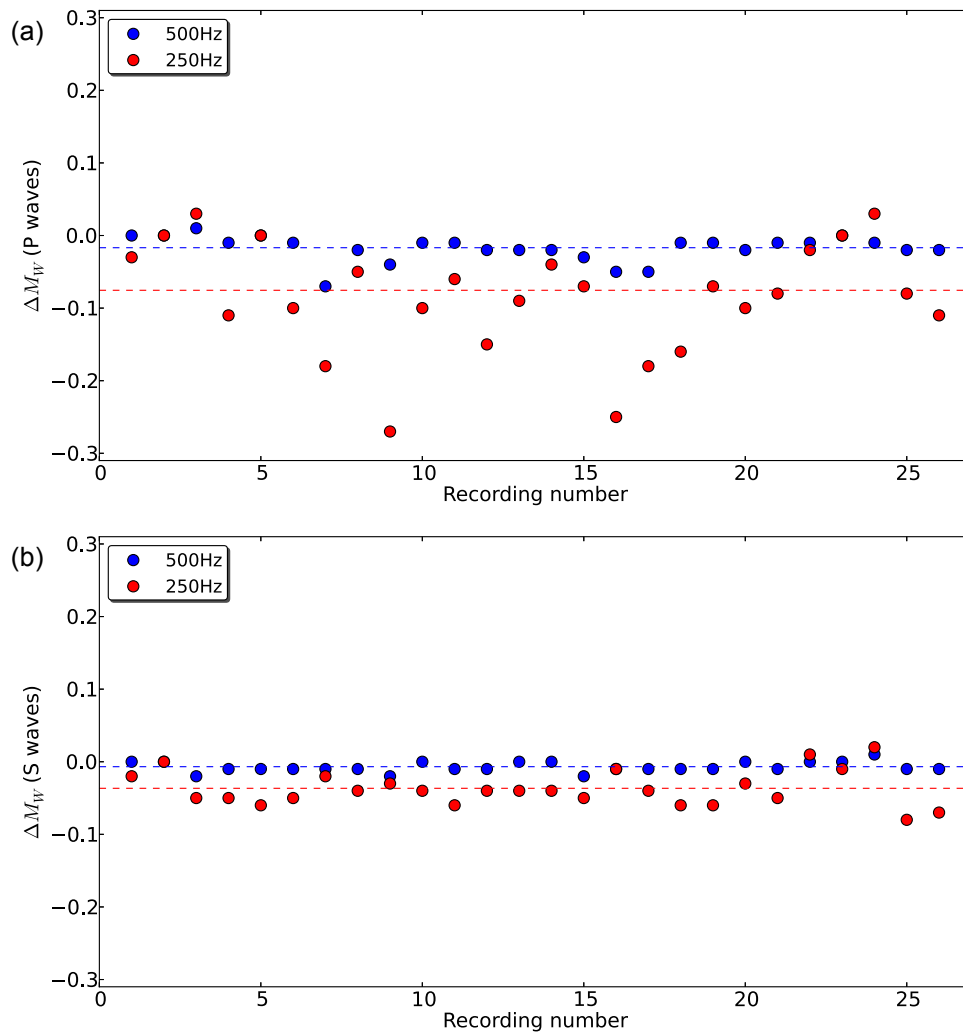 (a)
500Hz
250Hz
0.3
0.2
0.1
0.0
−0.1
−0.2
−0.3
ΔM_W (P waves)
0 5 10 15 20 25
Recording number
(b)
500Hz
250Hz
0.3
0.2
0.1
0.0
−0.1
−0.2
−0.3
ΔM_W (S waves)
0 5 10 15 20 25
Recording number